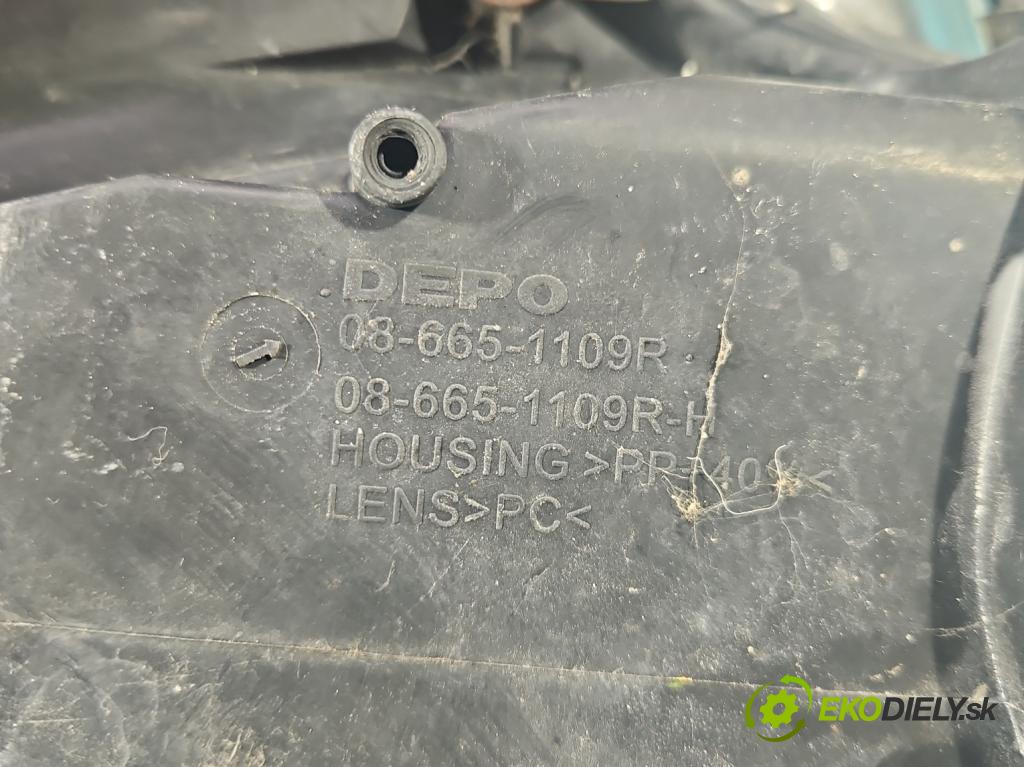 DEPO
08-665-1109R
08-665-1109R-H
HOUSING
LENS>PC<
EKODIELY.sk